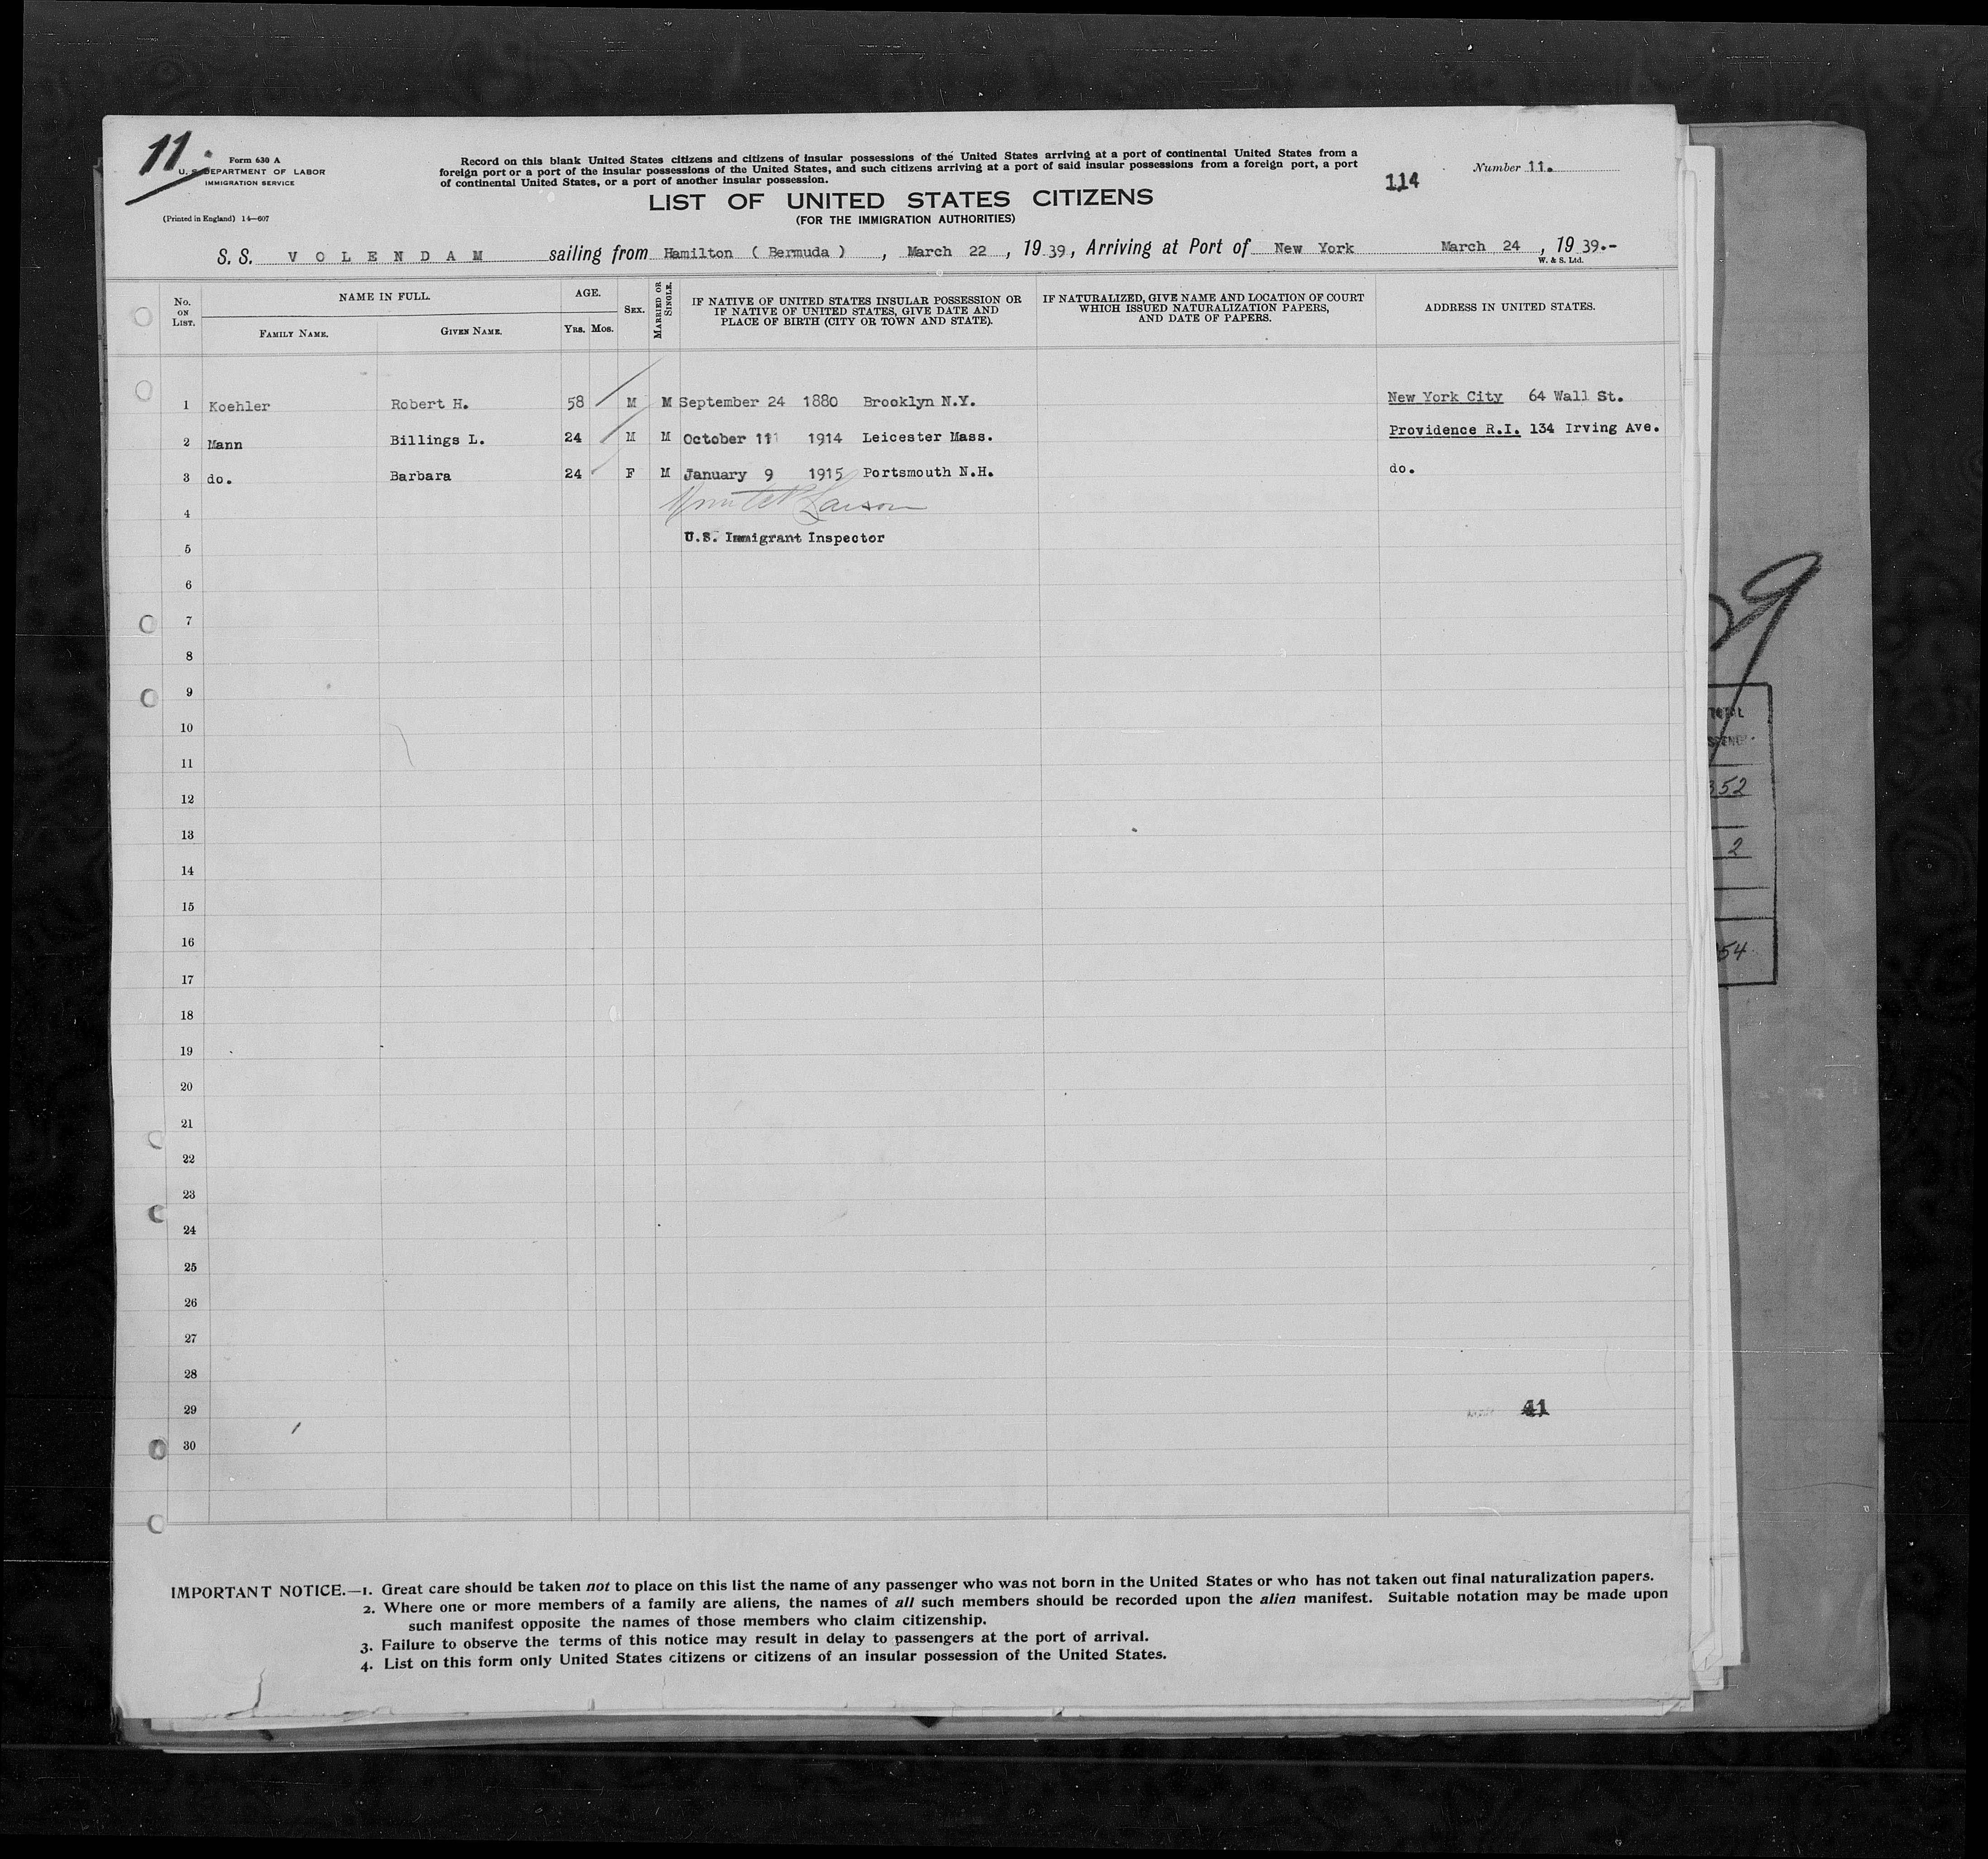 11.
Form 630 A
U. S. DEPARTMENT OF LABOR
IMMIGRATION SERVICE
(Printed in England) 14—607
Record on this blank United States citizens and citizens of insular possessions of the United States arriving at a port of continental United States from a
foreign port or a port of the insular possessions of the United States, and such citizens arriving at a port of said insular possessions from a foreign port, a port
of continental United States, or a port of another insular possession.
114
Number 11.
LIST OF UNITED STATES CITIZENS
(FOR THE IMMIGRATION AUTHORITIES)
S. S. VOLENDAM sailing from Hamilton ( Bermuda ) , March 22 , 1939, Arriving at Port of New York March 24 , 1939.-
W. & S. Ltd.
No. ON LIST. NAME IN FULL. FAMILY NAME. GIVEN NAME. AGE. YRS. MOS. SEX. MARRIED OR SINGLE. IF NATIVE OF UNITED STATES INSULAR POSSESSION OR IF NATIVE OF UNITED STATES, GIVE DATE AND PLACE OF BIRTH (CITY OR TOWN AND STATE). IF NATURALIZED, GIVE NAME AND LOCATION OF COURT WHICH ISSUED NATURALIZATION PAPERS, AND DATE OF PAPERS. ADDRESS IN UNITED STATES.
1 Koehler Robert H. 58 M M September 24 1880 Brooklyn N.Y. New York City 64 Wall St.
2 Mann Billings L. 24 M M October 11 1914 Leicester Mass. Providence R.I. 134 Irving Ave.
3 do. Barbara 24 F M January 9 1915 Portsmouth N.H. do.
4 Larson
5 U.S. Immigrant Inspector
6
7
8
9
10
11
12
13
14
15
16
17
18
19
20
21
22
23
24
25
26
27
28
29 41
30
IMPORTANT NOTICE.—1. Great care should be taken not to place on this list the name of any passenger who was not born in the United States or who has not taken out final naturalization papers.
2. Where one or more members of a family are aliens, the names of all such members should be recorded upon the alien manifest. Suitable notation may be made upon
such manifest opposite the names of those members who claim citizenship.
3. Failure to observe the terms of this notice may result in delay to passengers at the port of arrival.
4. List on this form only United States citizens or citizens of an insular possession of the United States.
9
TOTAL
352
2
54